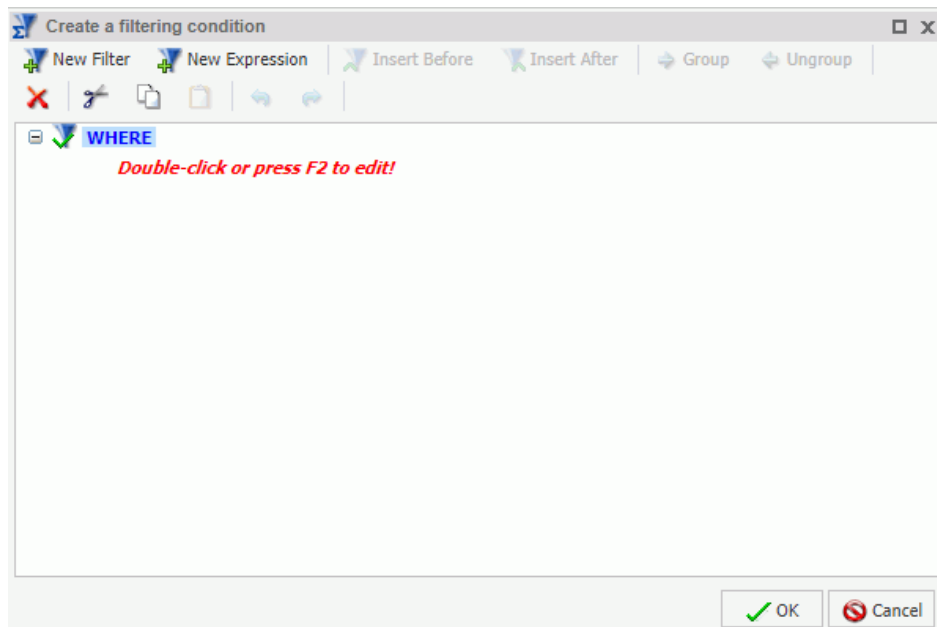 Create a filtering condition
New Filter New Expression Insert Before Insert After Group Ungroup
WHERE
Double-click or press F2 to edit!
OK Cancel